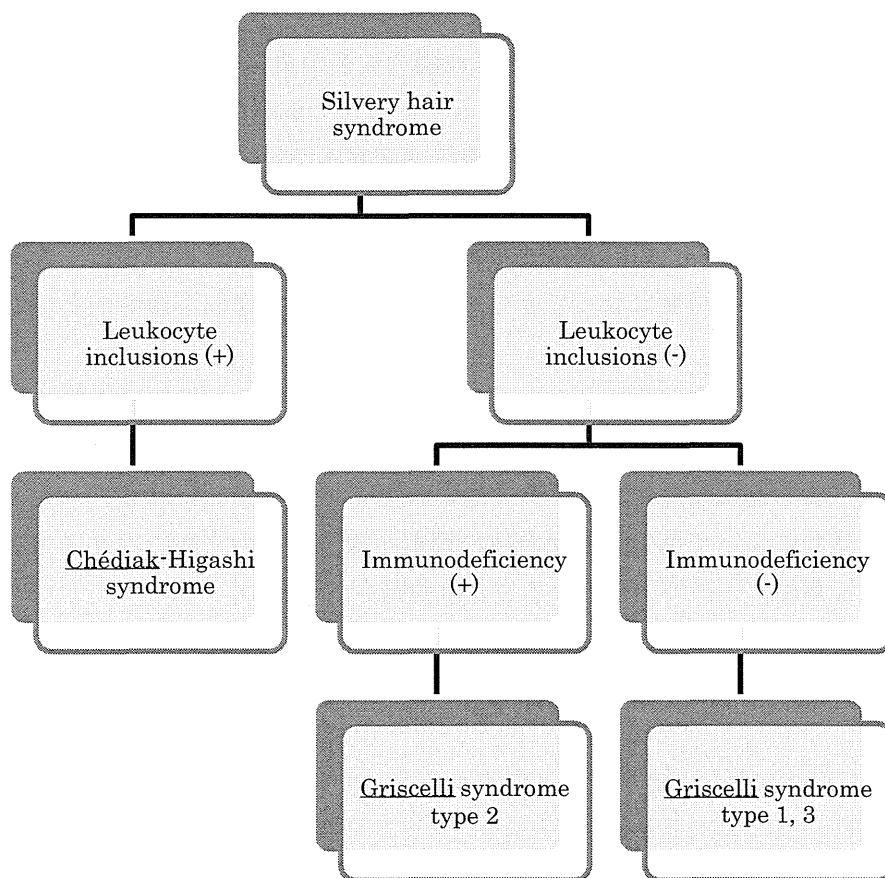 Silvery hair
syndrome
Leukocyte
inclusions (+)
Leukocyte
inclusions (-)
Chédiak-Higashi
syndrome
Immunodeficiency
(+)
Immunodeficiency
(-)
Griscelli syndrome
type 2
Griscelli syndrome
type 1, 3